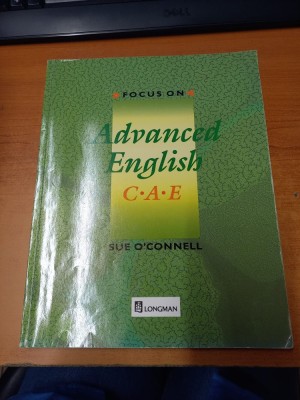 FOCUS ON
Advanced
English
C·A·E
SUE O'CONNELL
LONGMAN